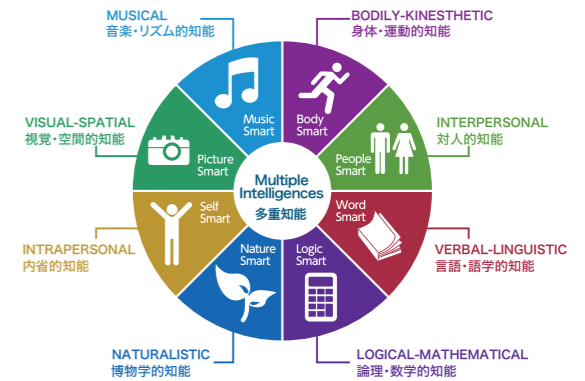 MUSICAL
音楽・リズム的知能
BODILY-KINESTHETIC
身体・運動的知能
VISUAL-SPATIAL
視覚・空間的知能
INTERPERSONAL
対人的知能
Music
Smart
Body
Smart
Picture
Smart
People
Smart
Multiple
Intelligences
多重知能
Self
Smart
Word
Smart
Nature
Smart
Logic
Smart
INTRAPERSONAL
内省的知能
VERBAL-LINGUISTIC
言語・語学的知能
NATURALISTIC
博物学的知能
LOGICAL-MATHEMATICAL
論理・数学的知能